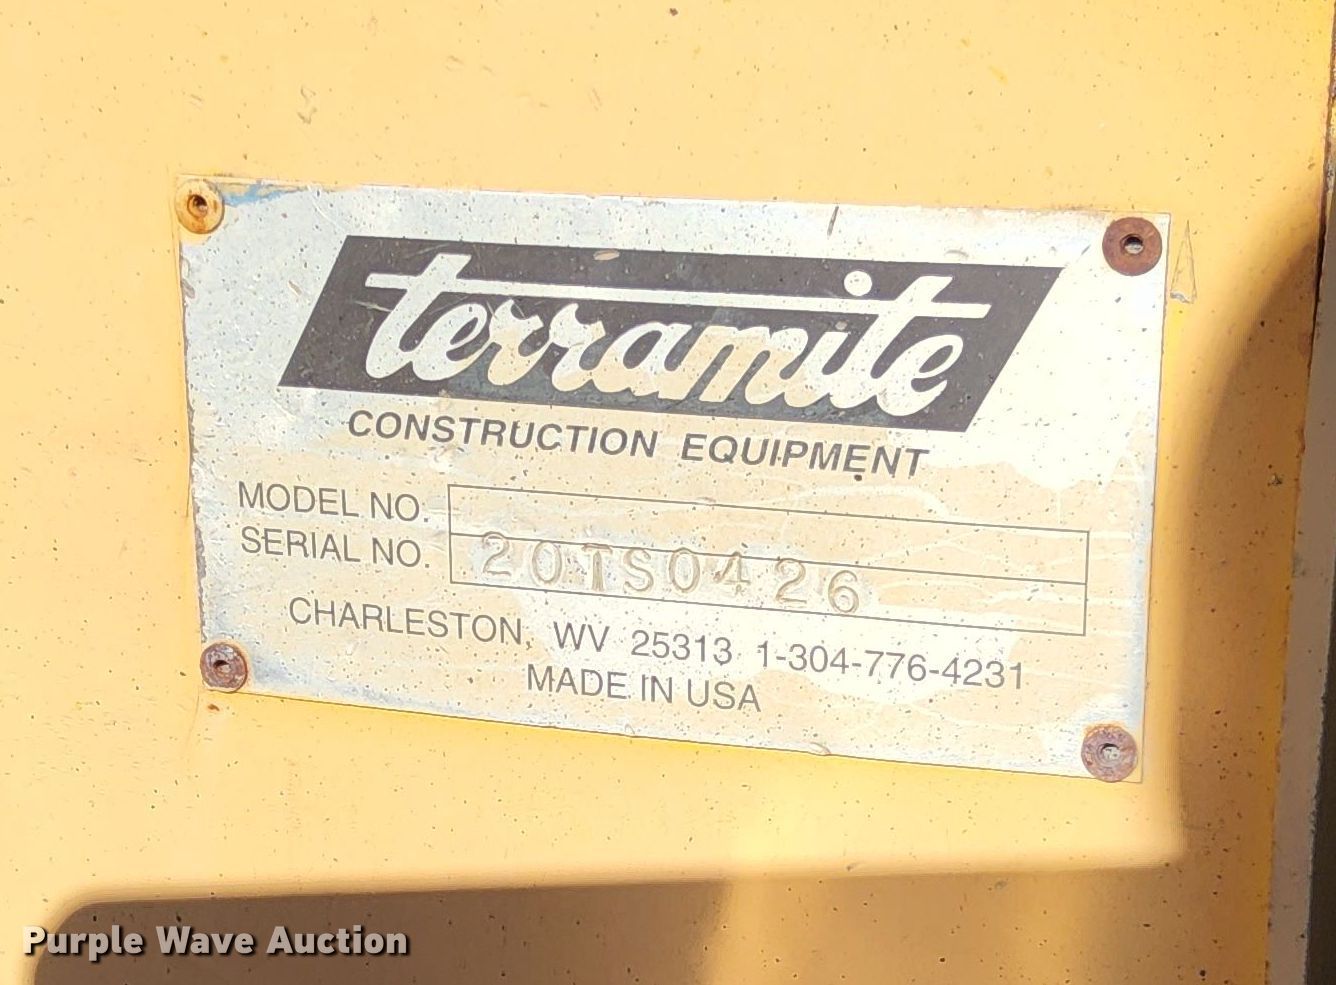 terramite
CONSTRUCTION EQUIPMENT
MODEL NO.
SERIAL NO. 20TS0426
CHARLESTON, WV 25313 1-304-776-4231
MADE IN USA
Purple Wave Auction